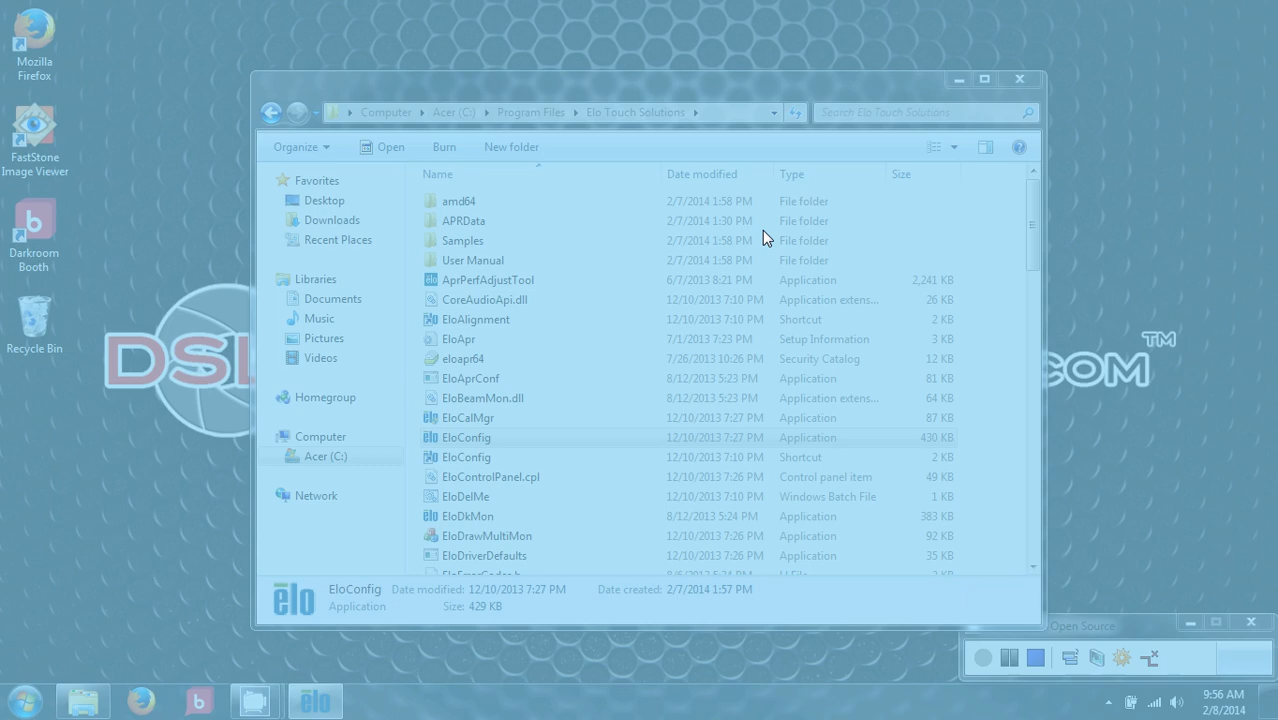 Mozilla
Firefox
FastStone
Image Viewer
Darkroom
Booth
Recycle Bin
DSL
COM™
Computer Acer (C:) Program Files Elo Touch Solutions
Search Elo Touch Solutions
Organize Open Burn New folder
Favorites
Desktop
Downloads
Recent Places
Libraries
Documents
Music
Pictures
Videos
Homegroup
Computer
Acer (C:)
Network
Name Date modified Type Size
amd64 2/7/2014 1:58 PM File folder
APRData 2/7/2014 1:30 PM File folder
Samples 2/7/2014 1:58 PM File folder
User Manual 2/7/2014 1:58 PM File folder
AprPerfAdjustTool 6/7/2013 8:21 PM Application 2,241 KB
CoreAudioApi.dll 12/10/2013 7:10 PM Application extens... 26 KB
EloAlignment 12/10/2013 7:10 PM Shortcut 2 KB
EloApr 7/1/2013 7:23 PM Setup Information 3 KB
eloapr64 7/26/2013 10:26 PM Security Catalog 12 KB
EloAprConf 8/12/2013 5:23 PM Application 81 KB
EloBeamMon.dll 8/12/2013 5:23 PM Application extens... 64 KB
EloCalMgr 12/10/2013 7:27 PM Application 87 KB
EloConfig 12/10/2013 7:27 PM Application 430 KB
EloConfig 12/10/2013 7:10 PM Shortcut 2 KB
EloControlPanel.cpl 12/10/2013 7:26 PM Control panel item 49 KB
EloDelMe 12/10/2013 7:10 PM Windows Batch File 1 KB
EloDkMon 8/12/2013 5:24 PM Application 383 KB
EloDrawMultiMon 12/10/2013 7:26 PM Application 92 KB
EloDriverDefaults 12/10/2013 7:26 PM Application 35 KB
elo
EloConfig Date modified: 12/10/2013 7:27 PM Date created: 2/7/2014 1:57 PM
Application Size: 429 KB
Open Source
b
elo
9:56 AM
2/8/2014